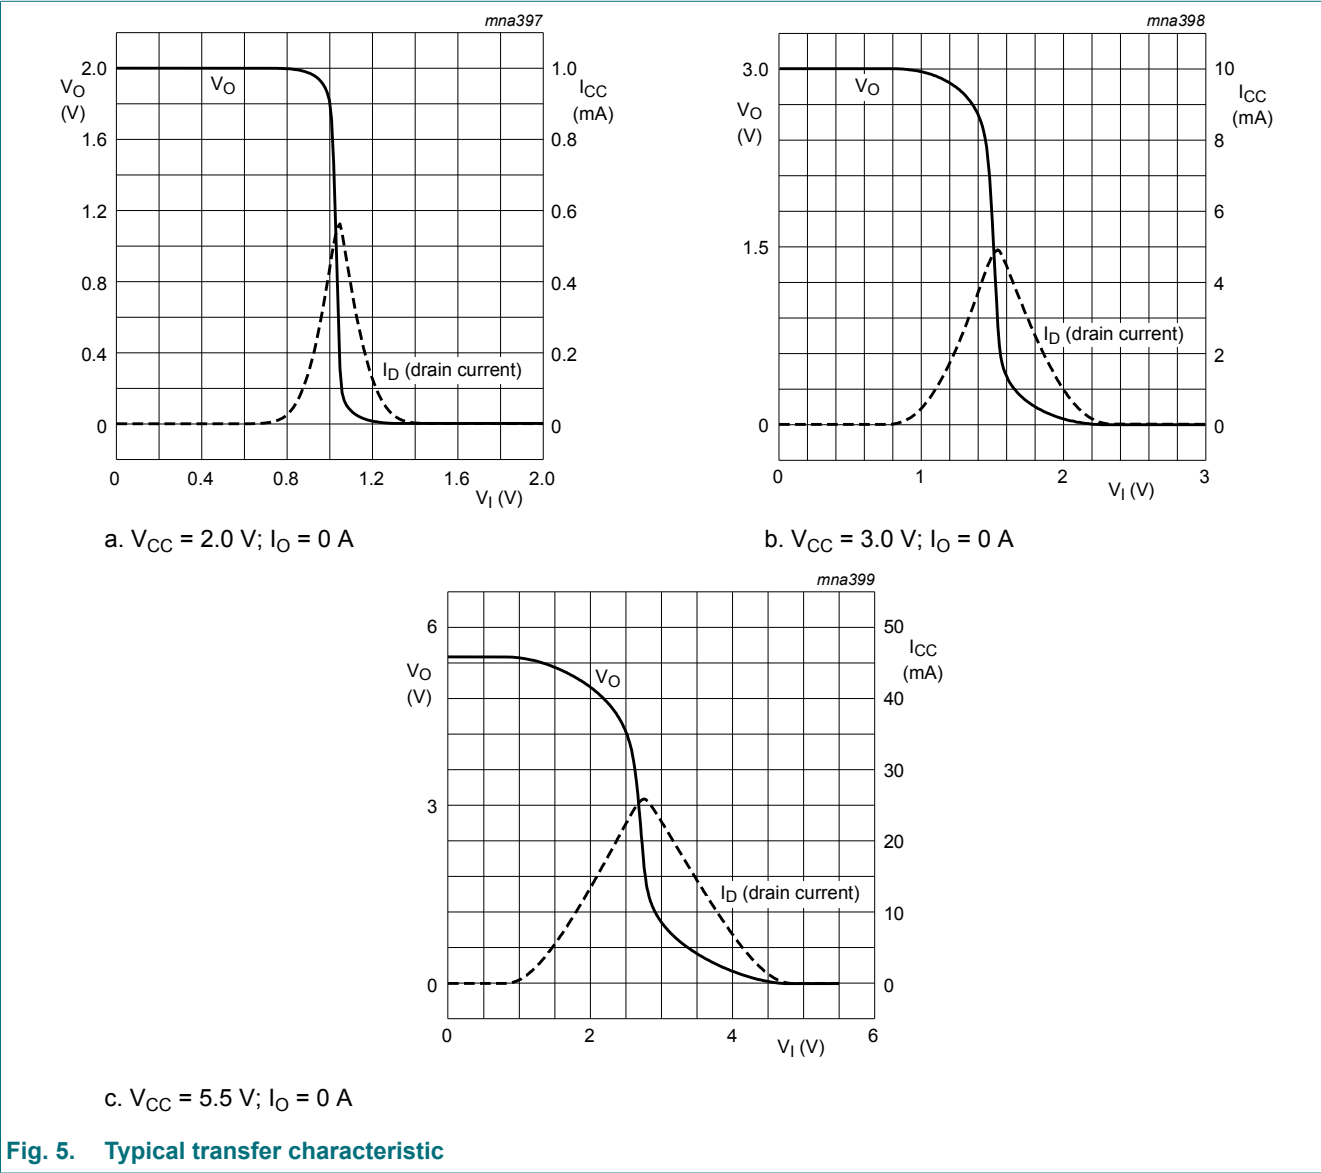 mna397
2.0
1.6
1.2
0.8
0.4
0
VO
(V)
VO
1.0
0.8
0.6
0.4
0.2
0
ICC
(mA)
ID (drain current)
0 0.4 0.8 1.2 1.6 2.0
VI (V)
a. VCC = 2.0 V; IO = 0 A
mna398
3.0
1.5
0
VO
(V)
VO
10
8
6
4
2
0
ICC
(mA)
ID (drain current)
0 1 2 3
VI (V)
b. VCC = 3.0 V; IO = 0 A
mna399
6
3
0
VO
(V)
VO
50
40
30
20
10
0
ICC
(mA)
ID (drain current)
0 2 4 6
VI (V)
c. VCC = 5.5 V; IO = 0 A
Fig. 5. Typical transfer characteristic